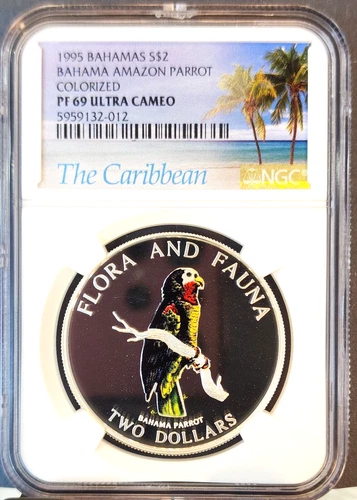 1995 BAHAMAS S$2
BAHAMA AMAZON PARROT
COLORIZED
PF 69 ULTRA CAMEO
5959132-012
The Caribbean
NGC
FLORA AND FAUNA
BAHAMA PARROT
TWO DOLLARS